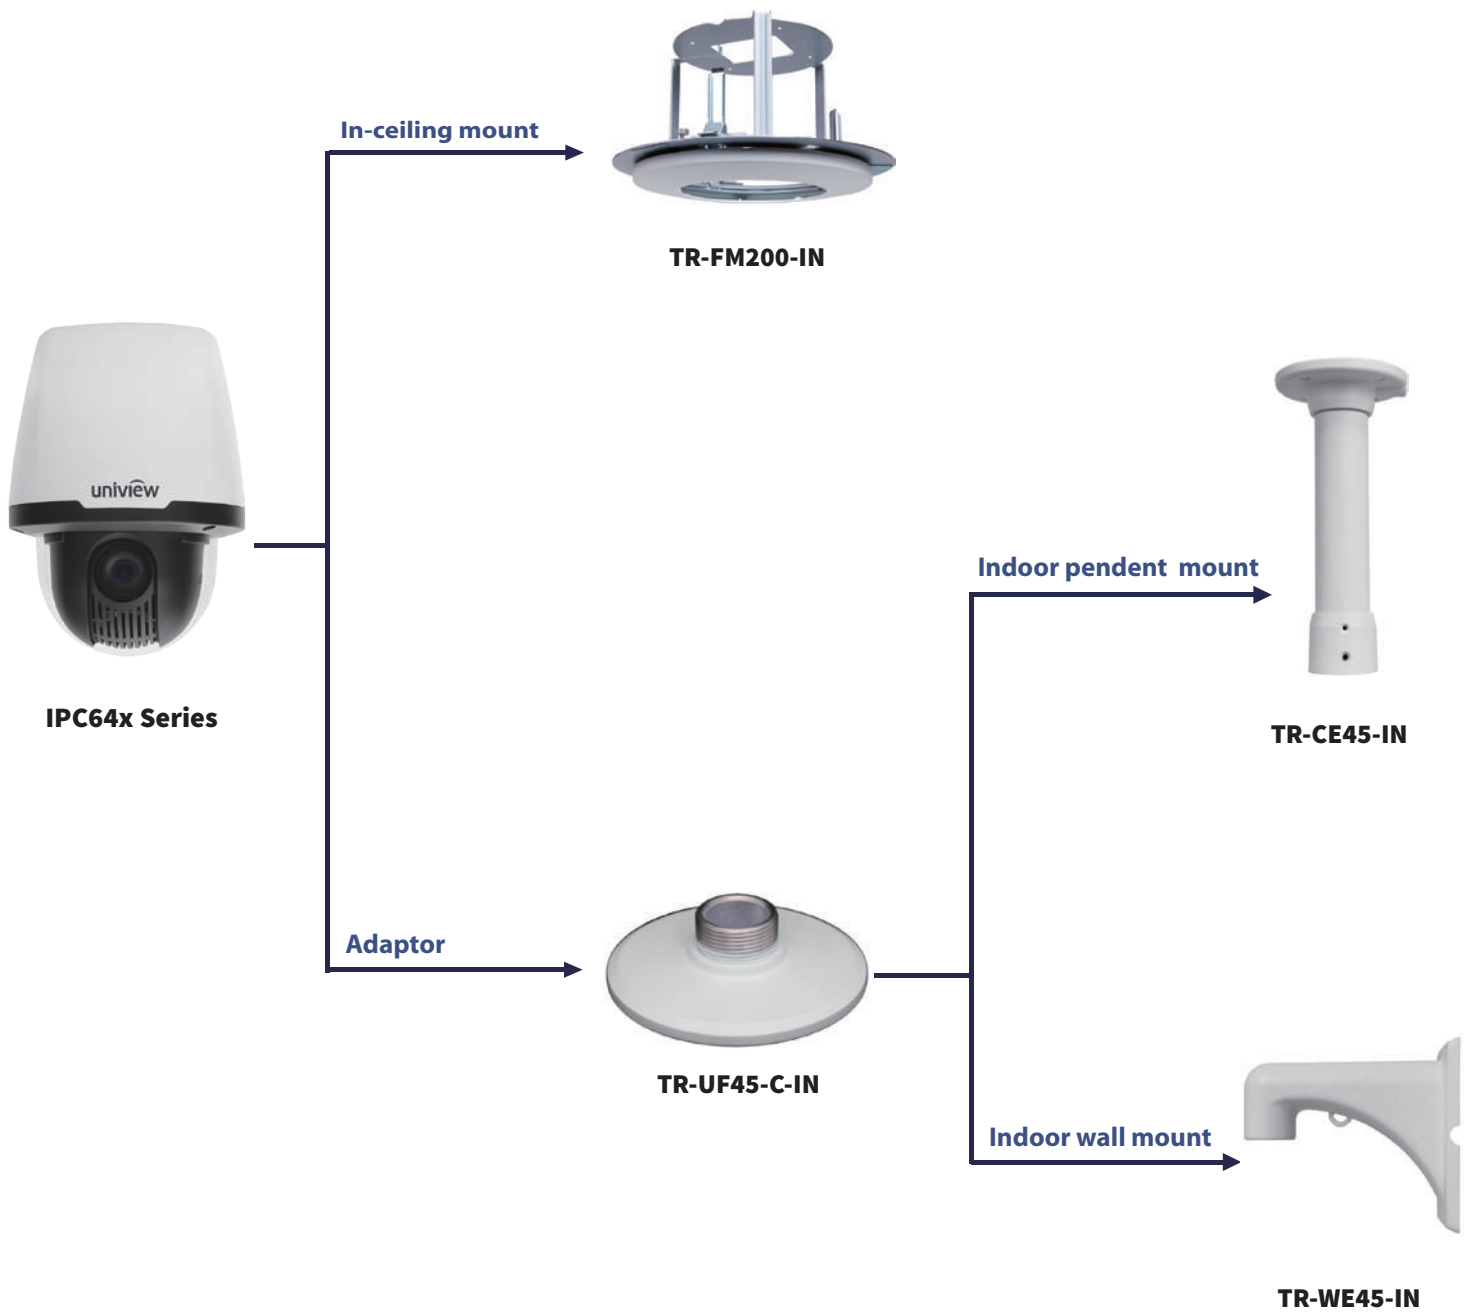 In-ceiling mount
TR-FM200-IN
uniview
IPC64x Series
Indoor pendent mount
TR-CE45-IN
Adaptor
TR-UF45-C-IN
Indoor wall mount
TR-WE45-IN